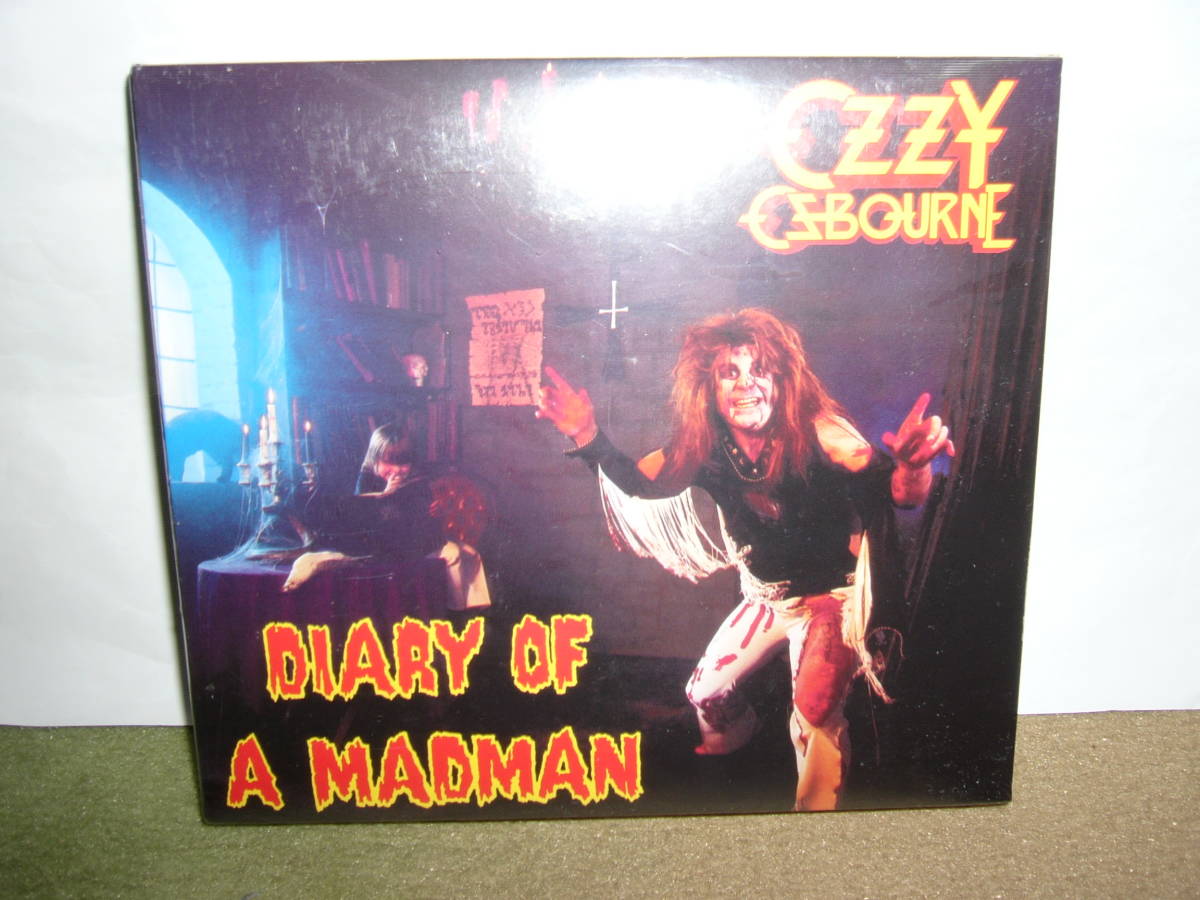 OZZY
OSBOURNE
DIARY OF
A MADMAN